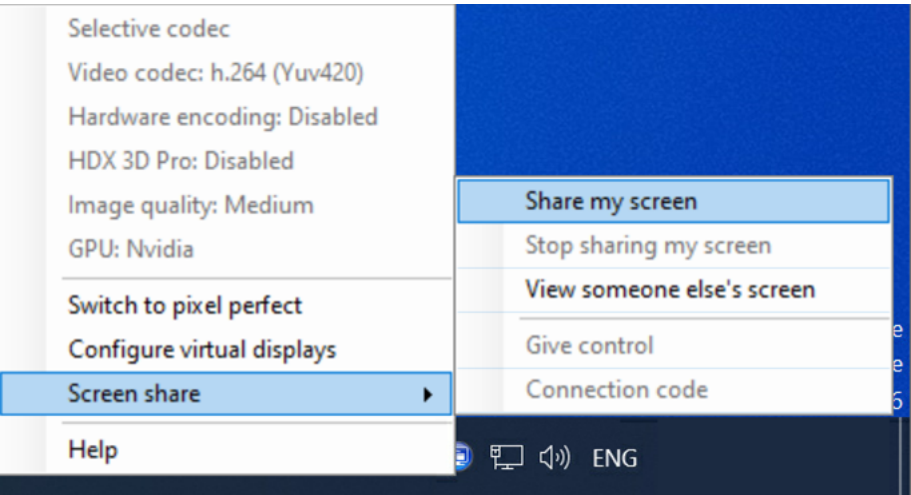 Selective codec
Video codec: h.264 (Yuv420)
Hardware encoding: Disabled
HDX 3D Pro: Disabled
Image quality: Medium
GPU: Nvidia
Switch to pixel perfect
Configure virtual displays
Screen share
Help
Share my screen
Stop sharing my screen
View someone else's screen
Give control
Connection code
e
e
6
ENG